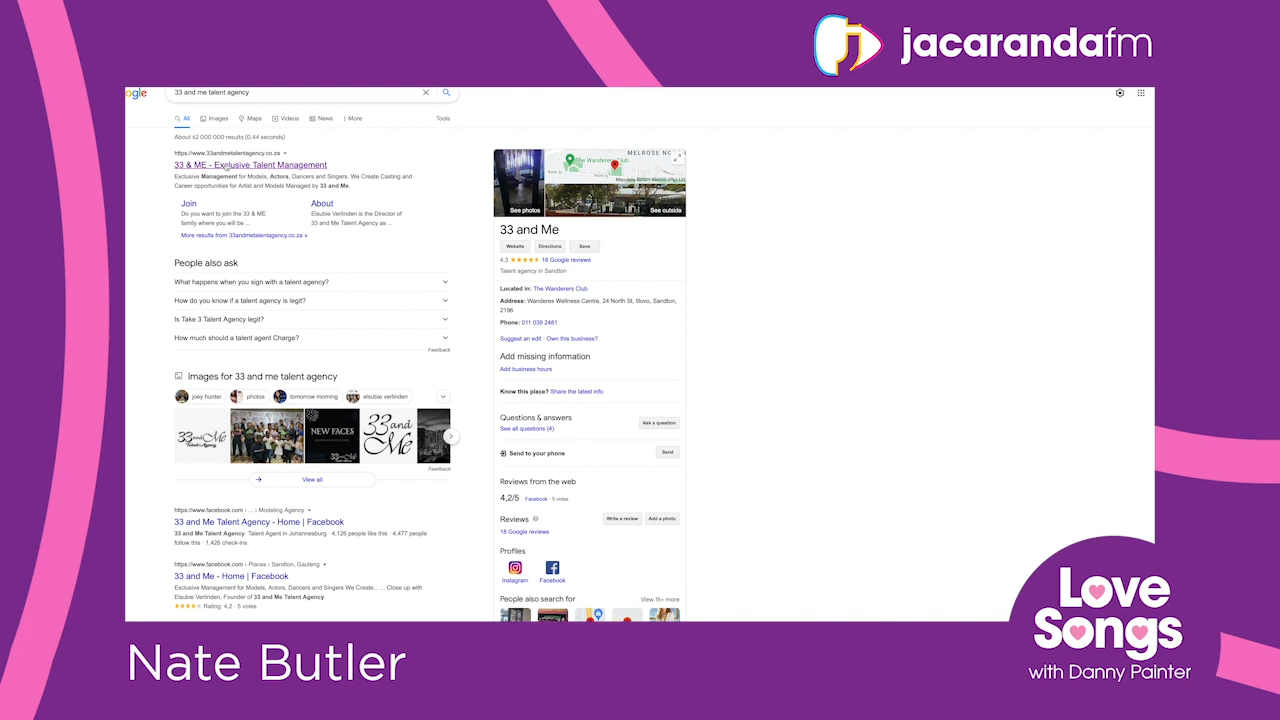 jacarandafm
ogle
33 and me talent agency
All
Images
Maps
Videos
News
More
Tools
About 62 000 000 results (0,44 seconds)
https://www.33andmetalentagency.co.za
33 & ME - Exclusive Talent Management
Exclusive Management for Models, Actors, Dancers and Singers. We Create Casting and
Career opportunities for Artist and Models Managed by 33 and Me.
Join
Do you want to join the 33 & ME
family where you will be ...
About
Elsubie Verlinden is the Director of
33 and Me Talent Agency as ...
More results from 33andmetalentagency.co.za »
People also ask
What happens when you sign with a talent agency?
How do you know if a talent agency is legit?
Is Take 3 Talent Agency legit?
How much should a talent agent Charge?
Feedback
Images for 33 and me talent agency
joey hunter
photos
tomorrow morning
elsubie verlinden
33 and Me
Talent Agency
NEW FACES
33 and Me
33 and
Me
Feedback
View all
https://www.facebook.com › ... › Modeling Agency
33 and Me Talent Agency - Home | Facebook
33 and Me Talent Agency. Talent Agent in Johannesburg · 4,126 people like this · 4,477 people
follow this · 1,426 check-ins.
https://www.facebook.com › Places › Sandton, Gauteng
33 and Me - Home | Facebook
Exclusive Management for Models, Actors, Dancers and Singers We Create... ... Close up with
Elsubie Verlinden, Founder of 33 and Me Talent Agency.
Rating: 4,2 · 5 votes
MELROSE NO
The Wanderers Club
See photos
See outside
33 and Me
Website
Directions
Save
4,3
18 Google reviews
Talent agency in Sandton
Located in: The Wanderers Club
Address: Wanderes Wellness Centre, 24 North St, Illovo, Sandton,
2196
Phone: 011 039 2481
Suggest an edit · Own this business?
Add missing information
Add business hours
Know this place? Share the latest info
Questions & answers
See all questions (4)
Ask a question
Send to your phone
Send
Reviews from the web
4,2/5 Facebook · 5 votes
Reviews
Write a review
Add a photo
18 Google reviews
Profiles
Instagram
Facebook
People also search for
View 15+ more
Nate Butler
Love
Songs
with Danny Painter